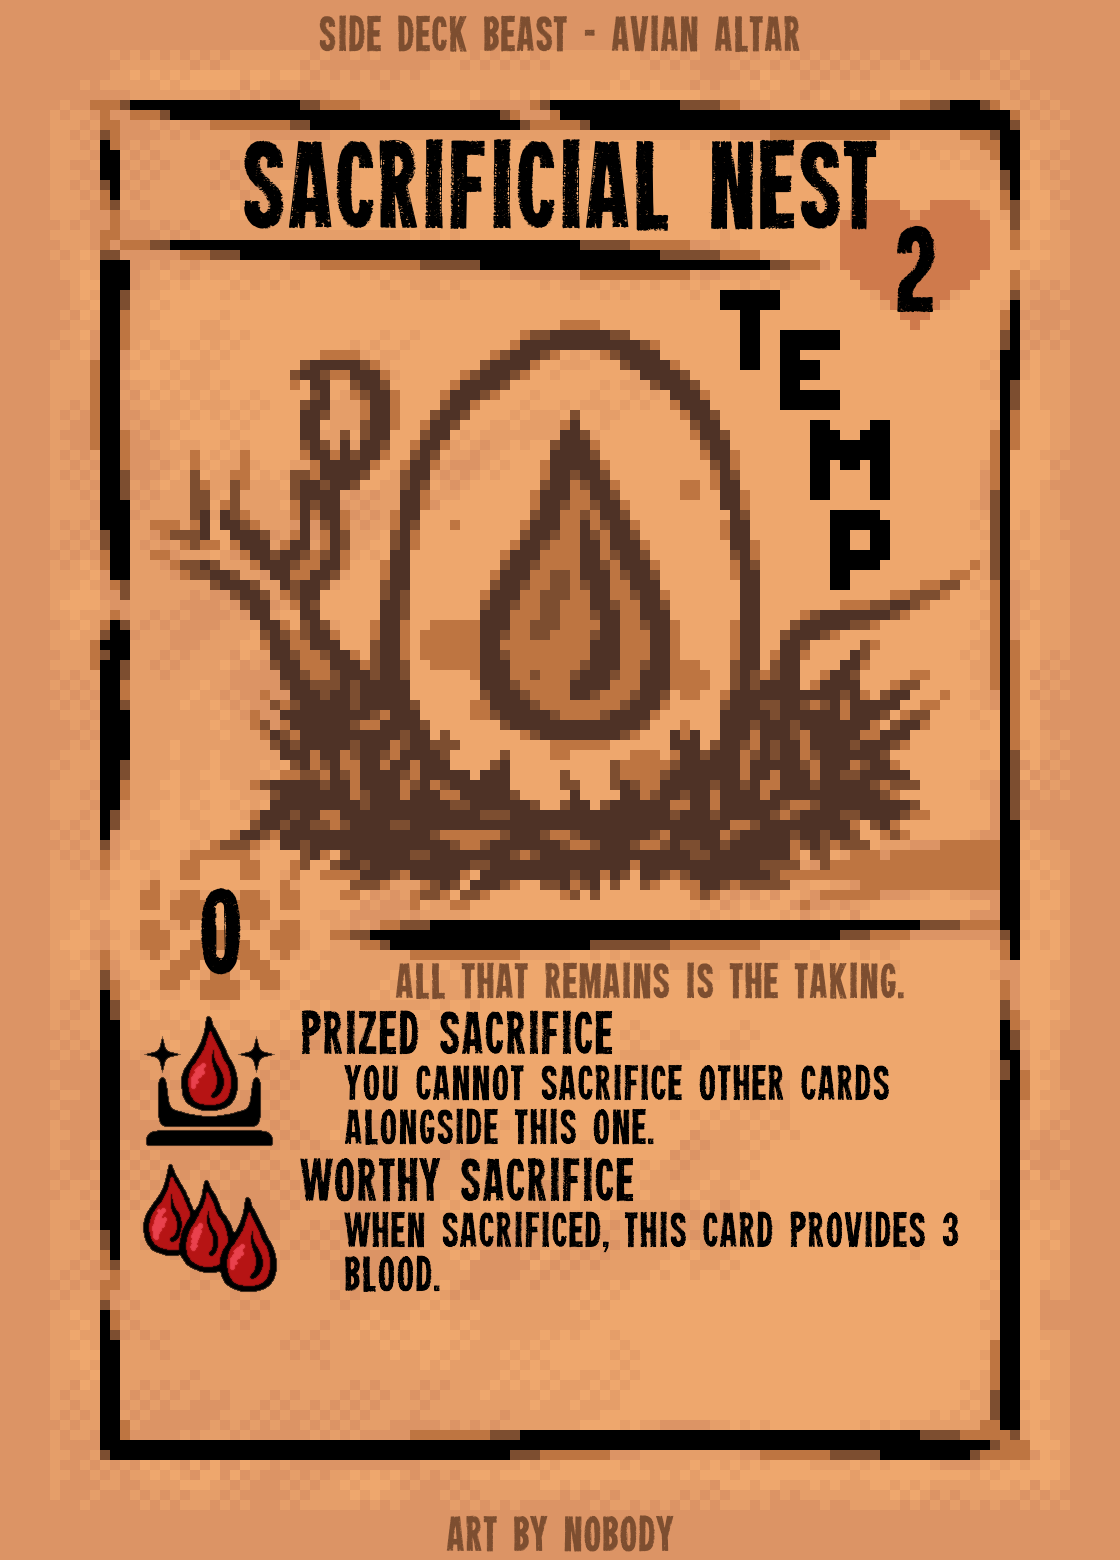 SIDE DECK BEAST - AVIAN ALTAR
SACRIFICIAL NEST
2
TEMP
0
ALL THAT REMAINS IS THE TAKING.
PRIZED SACRIFICE
YOU CANNOT SACRIFICE OTHER CARDS
ALONGSIDE THIS ONE.
WORTHY SACRIFICE
WHEN SACRIFICED, THIS CARD PROVIDES 3
BLOOD.
ART BY NOBODY